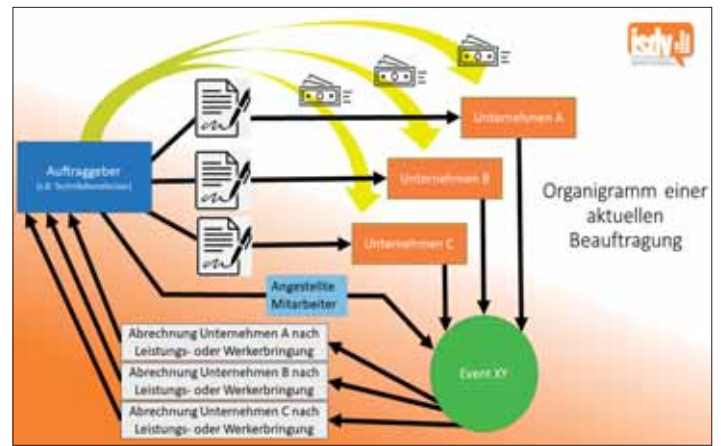 isdv
Unternehmen A
Auftraggeber
Unternehmen B
Organigramm einer
aktuellen
Beauftragung
Unternehmen C
Angestellte
Mitarbeiter
Abrechnung Unternehmen A nach
Leistungs- oder Werkerbringung
Abrechnung Unternehmen B nach
Leistungs- oder Werkerbringung
Abrechnung Unternehmen C nach
Leistungs- oder Werkerbringung
Event XY